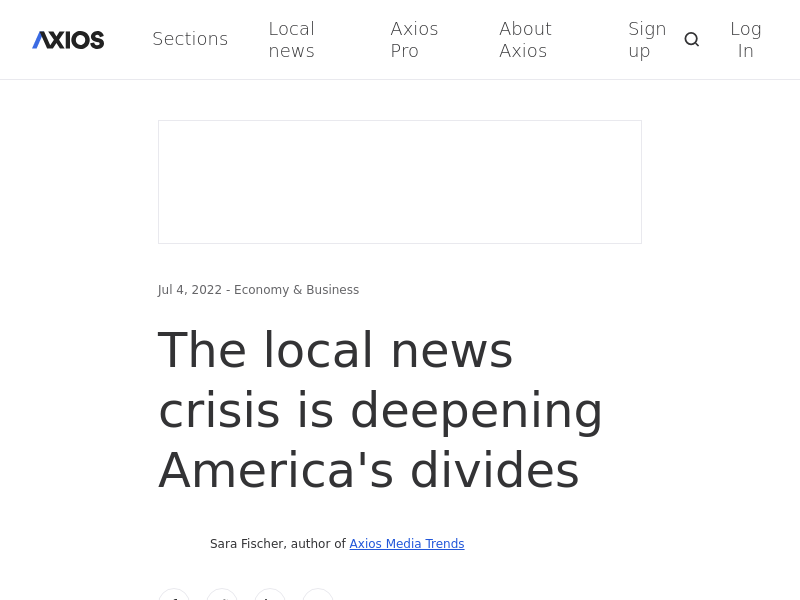 AXIOS
Sections
Local news
Axios Pro
About Axios
Sign up
Log In
Jul 4, 2022 - Economy & Business
The local news
crisis is deepening
America's divides
Sara Fischer, author of Axios Media Trends